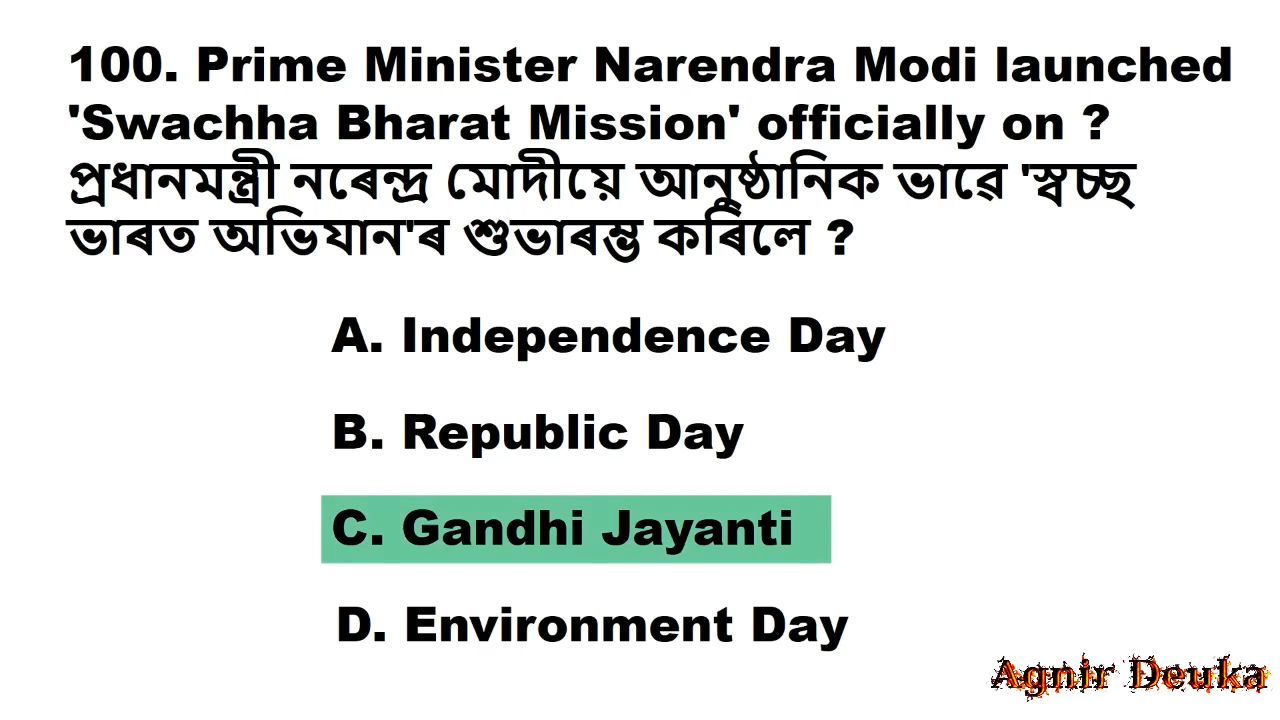 100. Prime Minister Narendra Modi launched
'Swachha Bharat Mission' officially on ?
প্ৰধানমন্ত্ৰী নৰেন্দ্ৰ মোদীয়ে আনুষ্ঠানিক ভাৱে 'স্বচ্ছ
ভাৰত অভিযান'ৰ শুভাৰম্ভ কৰিলে ?
A. Independence Day
B. Republic Day
C. Gandhi Jayanti
D. Environment Day
Agnir Deuka